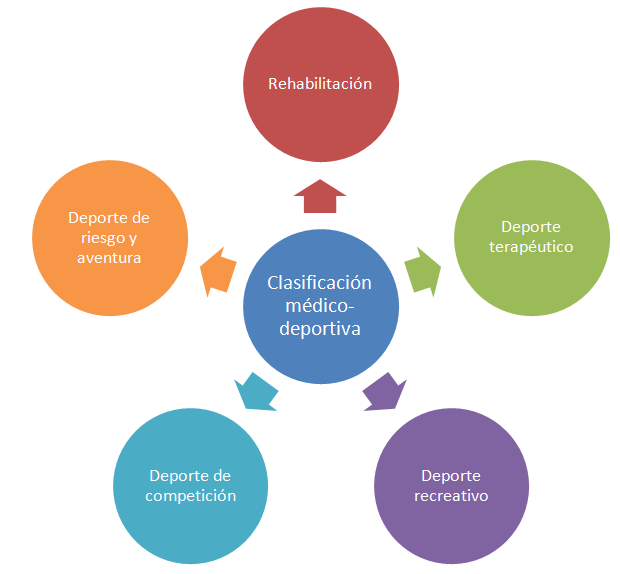 Rehabilitación
Deporte de
riesgo y
aventura
Deporte
terapéutico
Clasificación
médico-
deportiva
Deporte de
competición
Deporte
recreativo